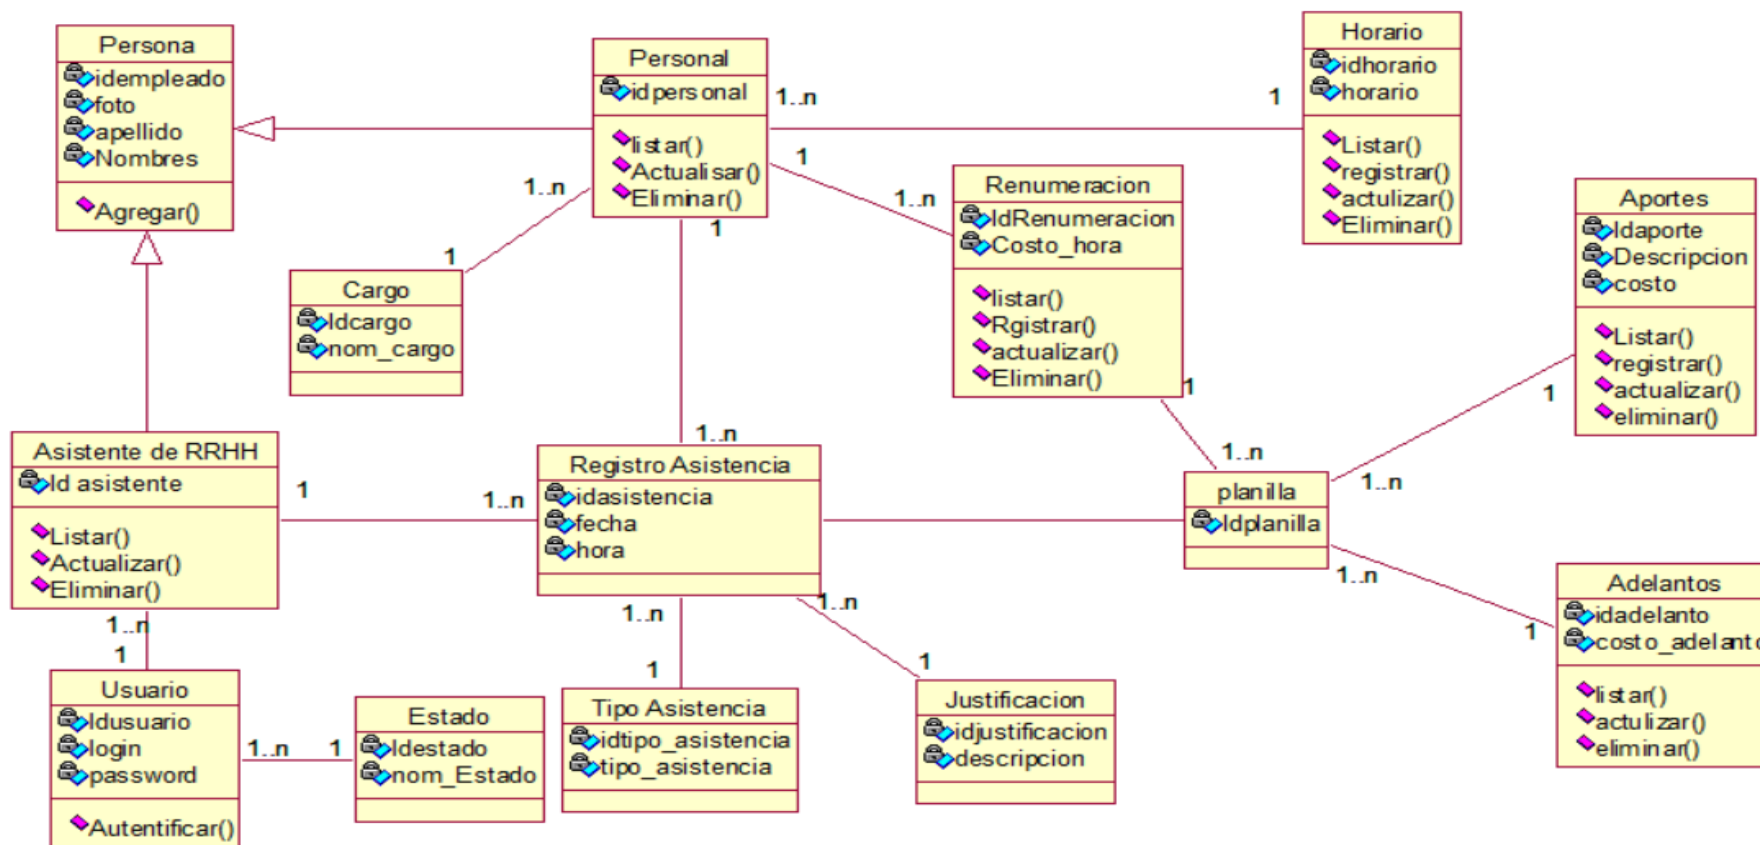 Persona
idempleado
foto
apellido
Nombres
Agregar()
Personal
idpersonal
listar()
Actualisar()
Eliminar()
1..n
1
Horario
idhorario
horario
Listar()
registrar()
actulizar()
Eliminar()
1
1..n
Renumeracion
IdRenumeracion
Costo_hora
listar()
Rgistrar()
actualizar()
Eliminar()
Aportes
Idaporte
Descripcion
costo
Listar()
registrar()
actualizar()
eliminar()
1..n
1
Cargo
Idcargo
nom_cargo
1
1..n
1
1..n
1
1..n
Asistente de RRHH
Id asistente
Listar()
Actualizar()
Eliminar()
1
1..n
Registro Asistencia
idasistencia
fecha
hora
planilla
Idplanilla
1..n
1
Adelantos
idadelanto
costo_adelanto
listar()
actulizar()
eliminar()
1..n
1
Usuario
Idusuario
login
password
Autentificar()
1..n
1
Estado
Idestado
nom_Estado
1..n
1
Tipo Asistencia
idtipo_asistencia
tipo_asistencia
1..n
1
Justificacion
idjustificacion
descripcion